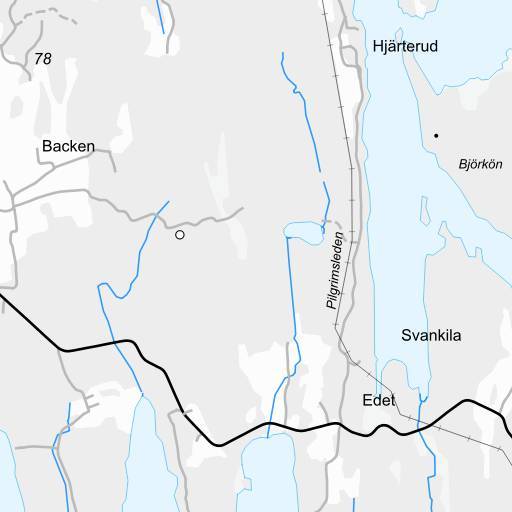 Hjärterud
78
Backen
Björkön
Pilgrimsleden
Svankila
Edet